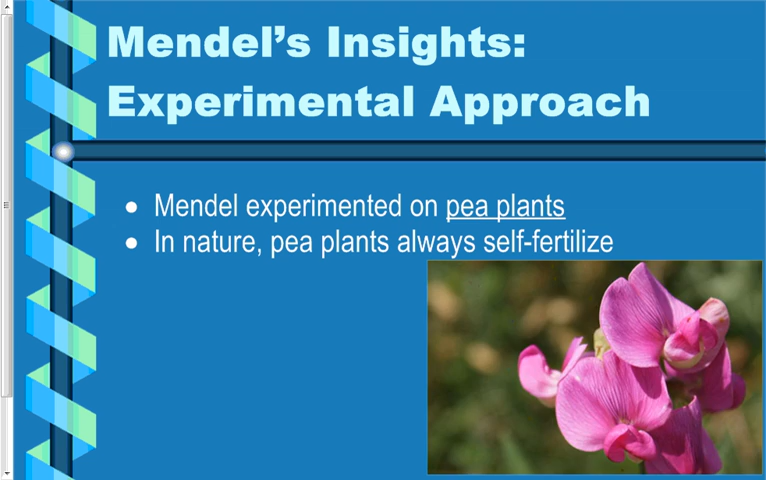 Mendel’s Insights:
Experimental Approach
• Mendel experimented on pea plants
• In nature, pea plants always self-fertilize